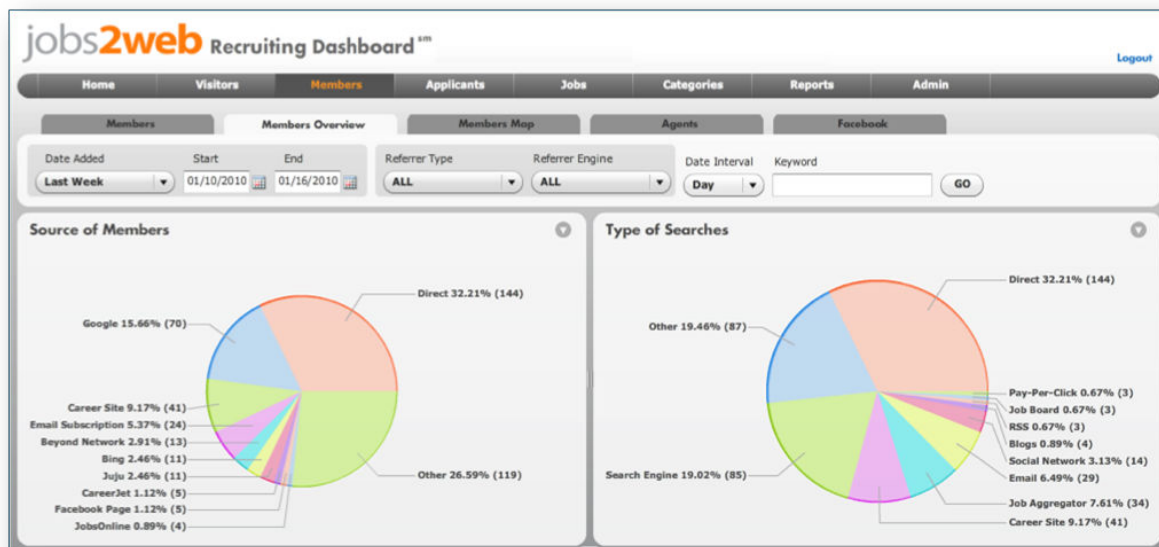 jobs2web Recruiting Dashboard sm
Logout
Home Visitors Members Applicants Jobs Categories Reports Admin
Members Members Overview Members Map Agents Facebook
Date Added Start End Referrer Type Referrer Engine Date Interval Keyword
Last Week 01/10/2010 01/16/2010 ALL ALL Day GO
Source of Members
Direct 32.21% (144)
Google 15.66% (70)
Career Site 9.17% (41)
Email Subscription 5.37% (24)
Beyond Network 2.91% (13)
Bing 2.46% (11)
Juju 2.46% (11)
CareerJet 1.12% (5)
Facebook Page 1.12% (5)
JobsOnline 0.89% (4)
Other 26.59% (119)
Type of Searches
Direct 32.21% (144)
Other 19.46% (87)
Search Engine 19.02% (85)
Pay-Per-Click 0.67% (3)
Job Board 0.67% (3)
RSS 0.67% (3)
Blogs 0.89% (4)
Social Network 3.13% (14)
Email 6.49% (29)
Job Aggregator 7.61% (34)
Career Site 9.17% (41)